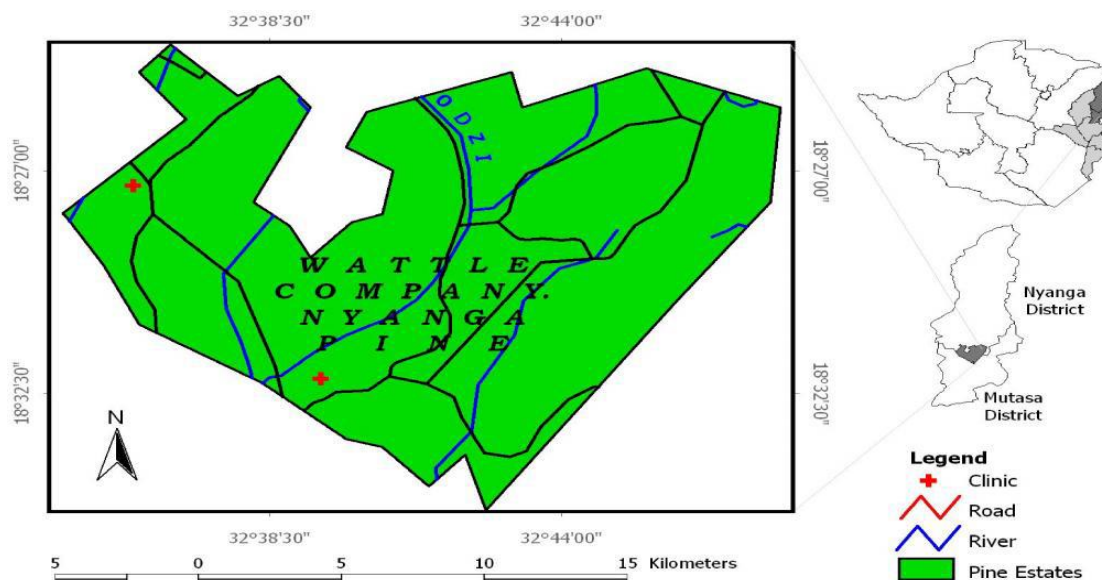 32°38'30"
32°44'00"
18°27'00"
18°27'00"
ODZI
WATTLE
COMPANY.
NYANGA
PINE
Nyanga
District
Mutasa
District
18°32'30"
18°32'30"
N
32°38'30"
32°44'00"
5 0 5 10 15 Kilometers
Legend
Clinic
Road
River
Pine Estates